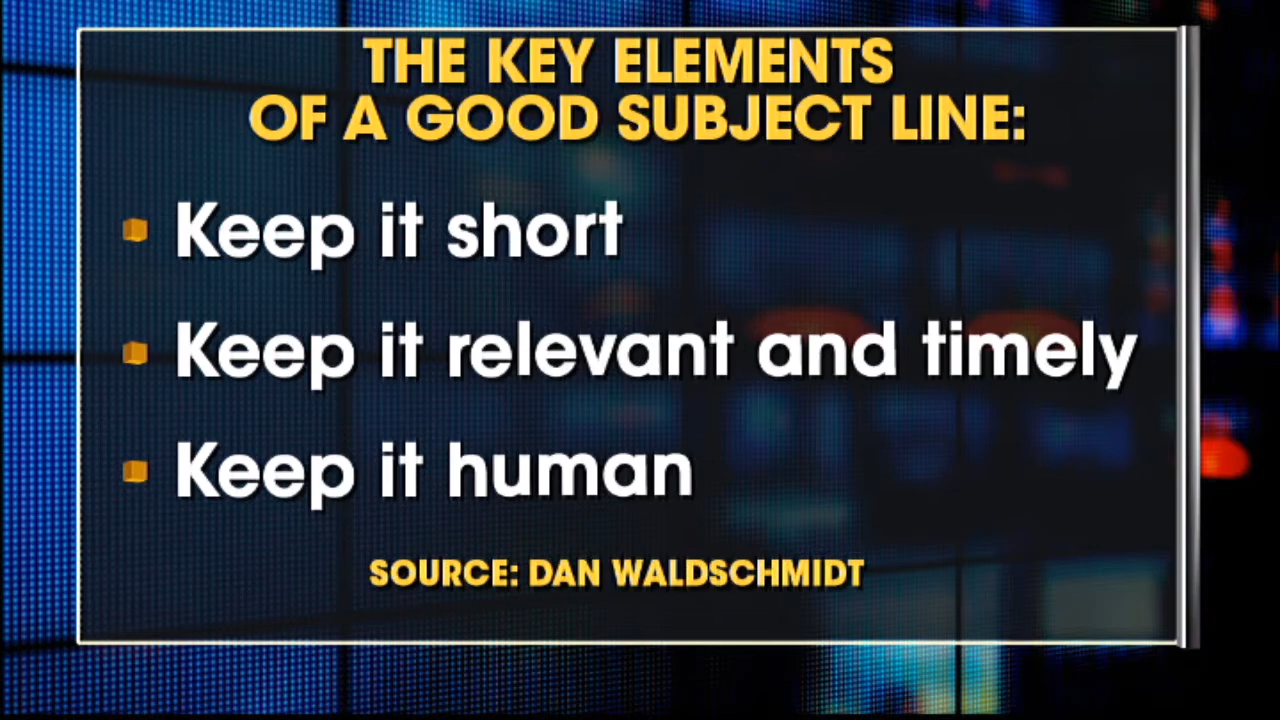 THE KEY ELEMENTS
OF A GOOD SUBJECT LINE:
Keep it short
Keep it relevant and timely
Keep it human
SOURCE: DAN WALDSCHMIDT